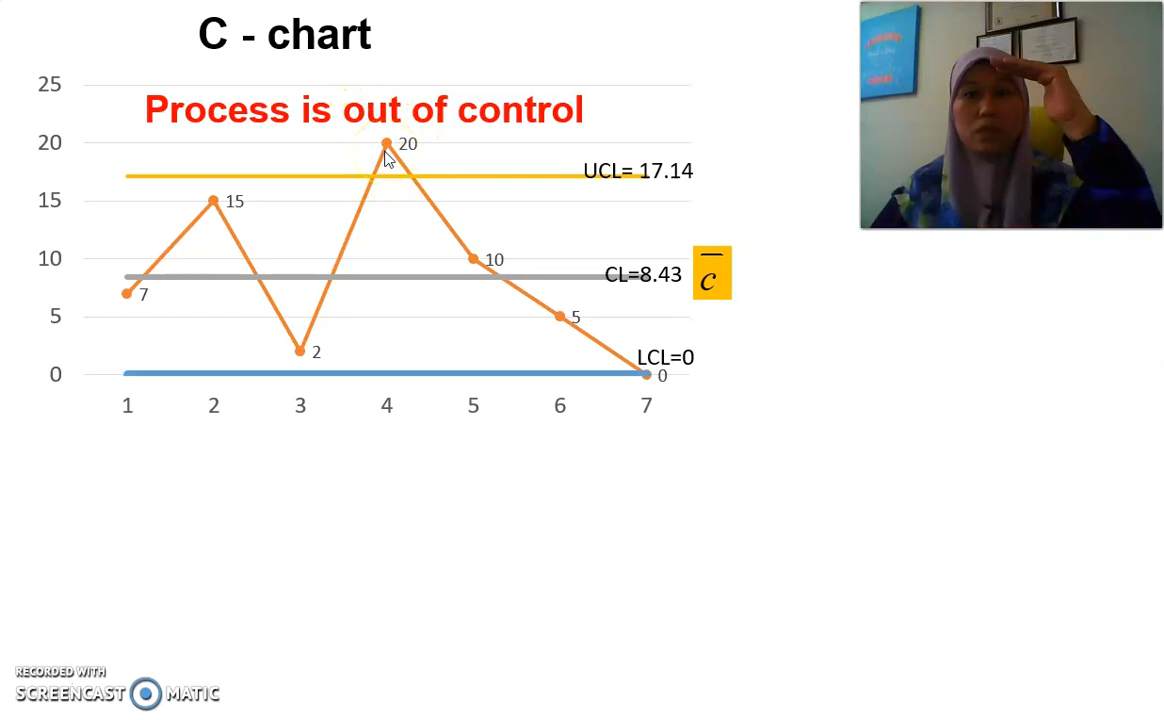 C - chart
25
Process is out of control
20
20
UCL= 17.14
15
15
10
10
CL=8.43
c̅
7
5
5
2
LCL=0
0
0
1 2 3 4 5 6 7
RECORDED WITH
SCREENCAST MATIC